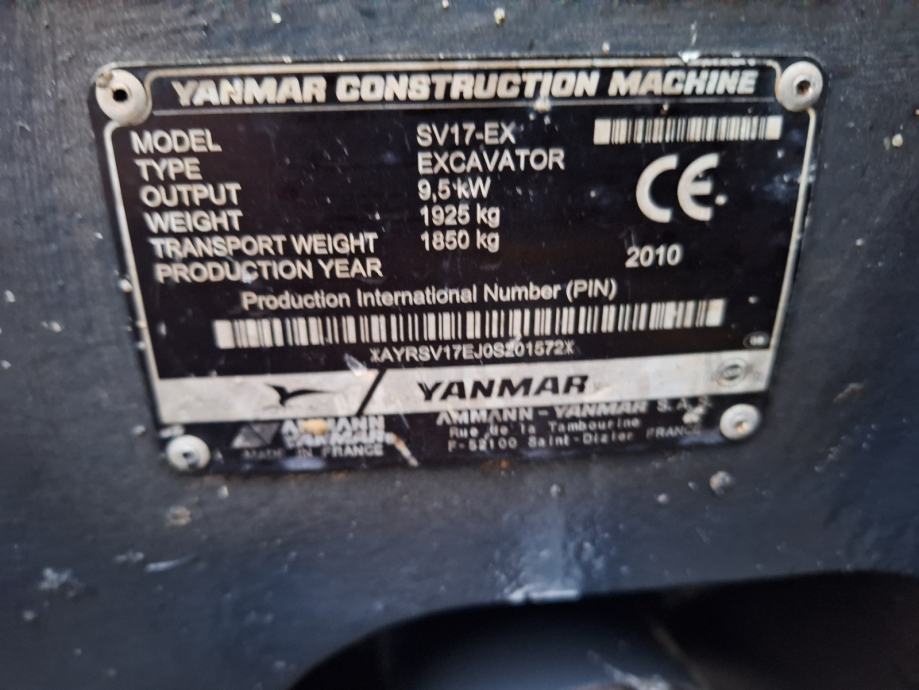 YANMAR CONSTRUCTION MACHINE
MODEL SV17-EX
TYPE EXCAVATOR
OUTPUT 9,5 kW
WEIGHT 1925 kg
TRANSPORT WEIGHT 1850 kg
PRODUCTION YEAR 2010
CE
Production International Number (PIN)
*AYRSV17EJ0S201572*
YANMAR
AMMANN YANMAR
MADE IN FRANCE
AMMANN-YANMAR S.A.S.
Rue de la Tambourine
F-52100 Saint-Dizier FRANCE